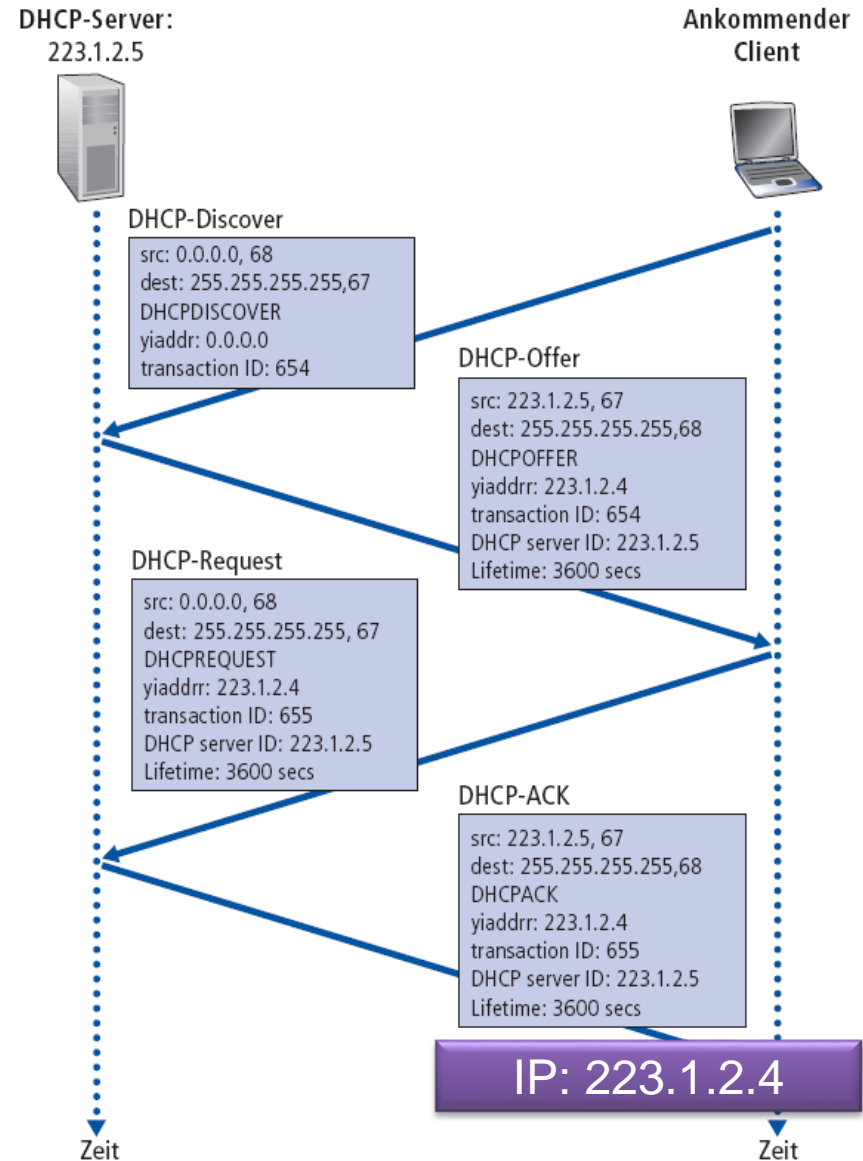 DHCP-Server:
223.1.2.5
Ankommender
Client
DHCP-Discover
src: 0.0.0.0, 68
dest: 255.255.255.255,67
DHCPDISCOVER
yiaddr: 0.0.0.0
transaction ID: 654
DHCP-Offer
src: 223.1.2.5, 67
dest: 255.255.255.255,68
DHCPOFFER
yiaddrr: 223.1.2.4
transaction ID: 654
DHCP server ID: 223.1.2.5
Lifetime: 3600 secs
DHCP-Request
src: 0.0.0.0, 68
dest: 255.255.255.255, 67
DHCPREQUEST
yiaddrr: 223.1.2.4
transaction ID: 655
DHCP server ID: 223.1.2.5
Lifetime: 3600 secs
DHCP-ACK
src: 223.1.2.5, 67
dest: 255.255.255.255,68
DHCPACK
yiaddrr: 223.1.2.4
transaction ID: 655
DHCP server ID: 223.1.2.5
Lifetime: 3600 secs
IP: 223.1.2.4
Zeit
Zeit